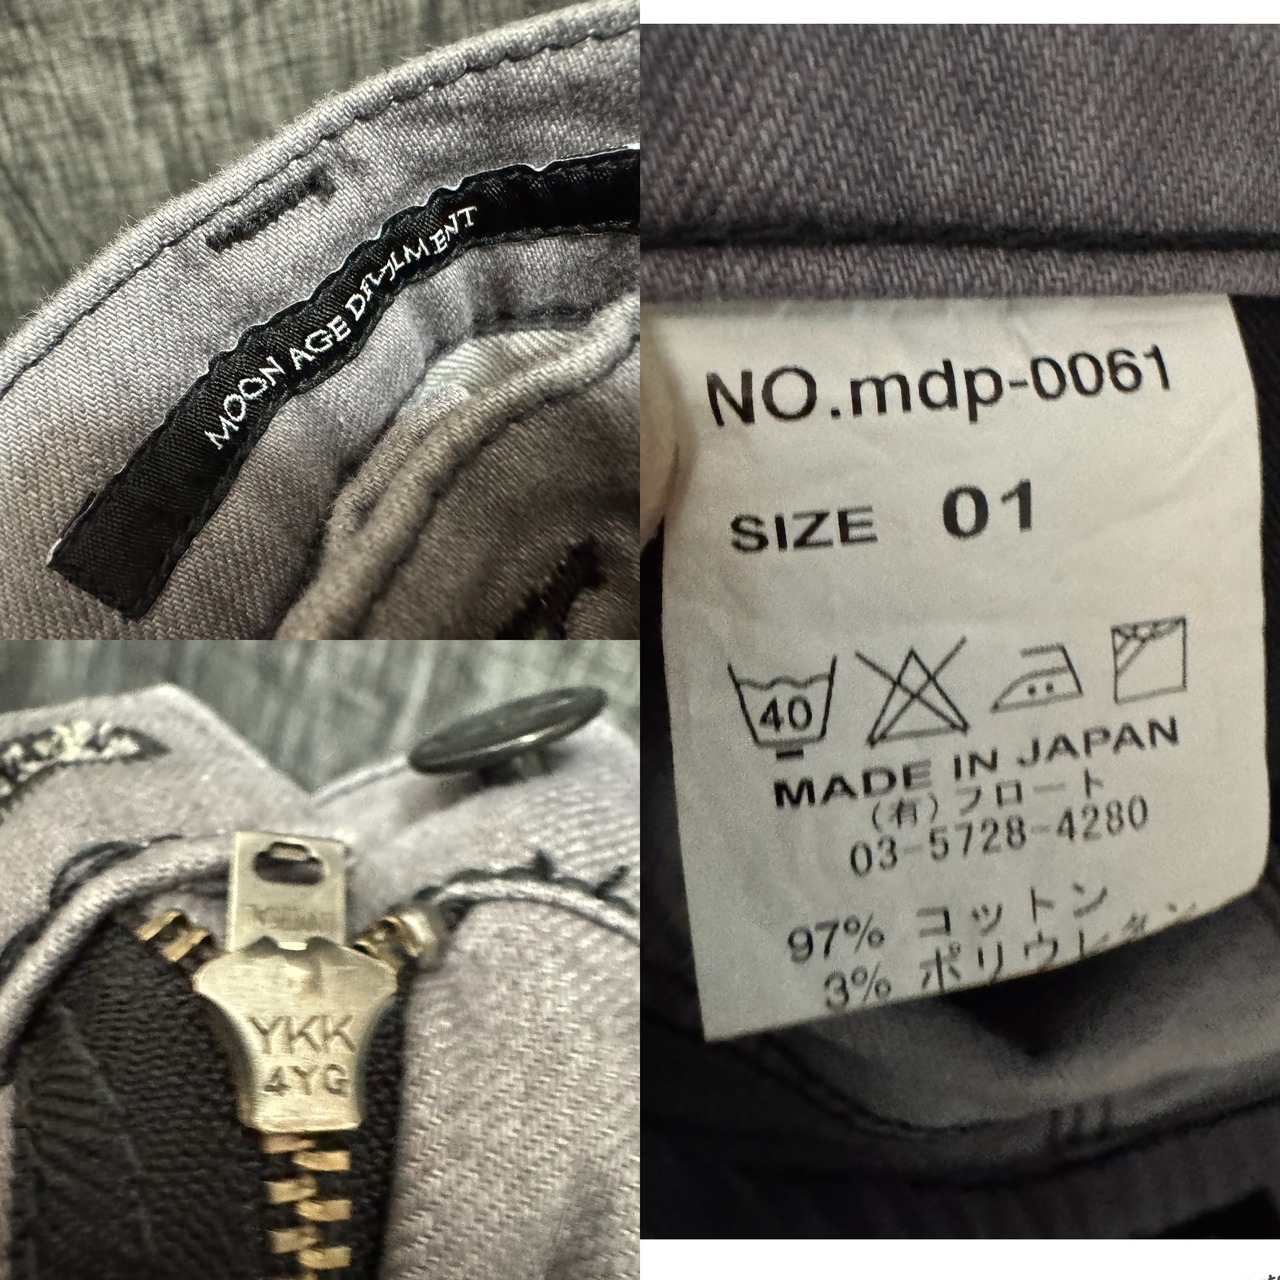 MOON AGE DEVILMENT
NO.mdp-0061
SIZE 01
40
MADE IN JAPAN
(有)フロート
03-5728-4280
97% コットン
3% ポリウレタン
YKK
4YG